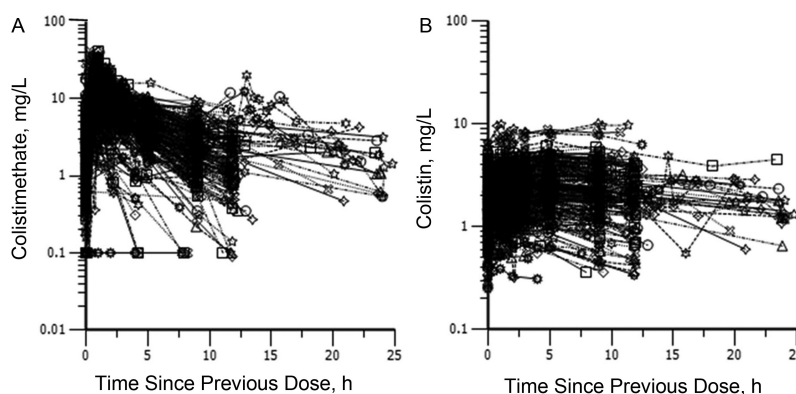 A
100
10
1
0.1
0.01
Colistimethate, mg/L
0 5 10 15 20 25
Time Since Previous Dose, h
B
100
10
1
0.1
Colistin, mg/L
0 5 10 15 20 25
Time Since Previous Dose, h